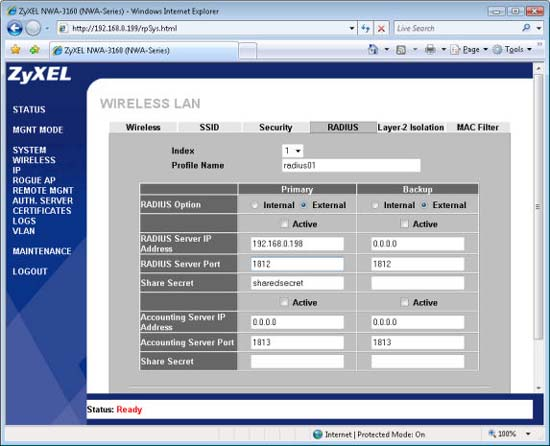 ZyXEL NWA-3160 (NWA-Series) - Windows Internet Explorer
http://192.168.0.199/rpSys.html
Live Search
ZyXEL NWA-3160 (NWA-Series)
Page
Tools
ZyXEL
STATUS
MGNT MODE
SYSTEM
WIRELESS
IP
ROGUE AP
REMOTE MGNT
AUTH. SERVER
CERTIFICATES
LOGS
VLAN
MAINTENANCE
LOGOUT
WIRELESS LAN
Wireless SSID Security RADIUS Layer-2 Isolation MAC Filter
Index 1
Profile Name radius01
Primary Backup
RADIUS Option Internal External Internal External
Active Active
RADIUS Server IP Address 192.168.0.198 0.0.0.0
RADIUS Server Port 1812 1812
Share Secret sharedsecret
Active Active
Accounting Server IP Address 0.0.0.0 0.0.0.0
Accounting Server Port 1813 1813
Share Secret
Status: Ready
Internet | Protected Mode: On 100%